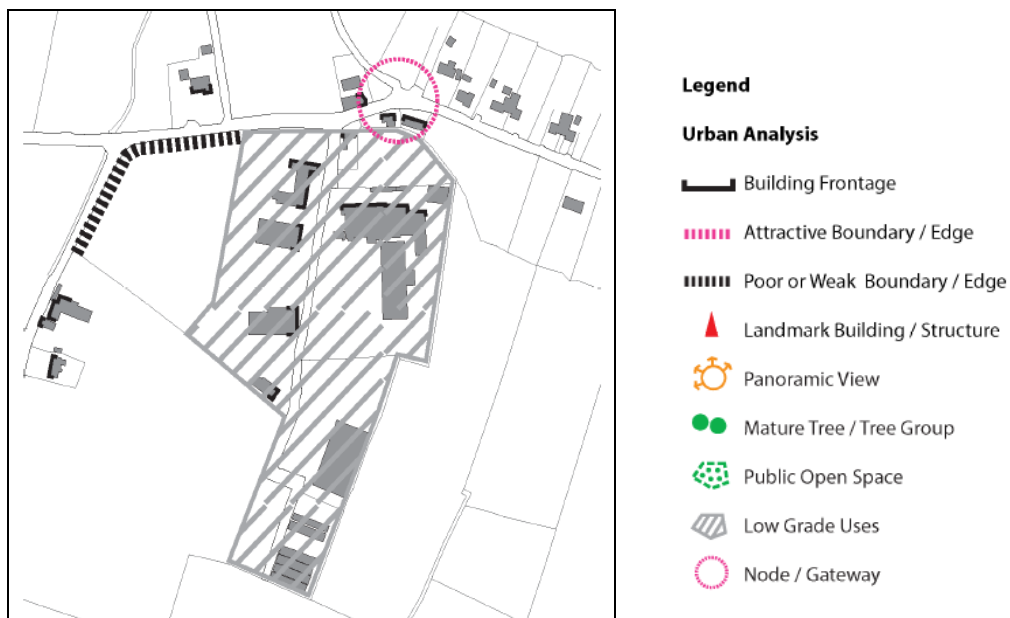 Legend
Urban Analysis
Building Frontage
Attractive Boundary / Edge
Poor or Weak Boundary / Edge
Landmark Building / Structure
Panoramic View
Mature Tree / Tree Group
Public Open Space
Low Grade Uses
Node / Gateway